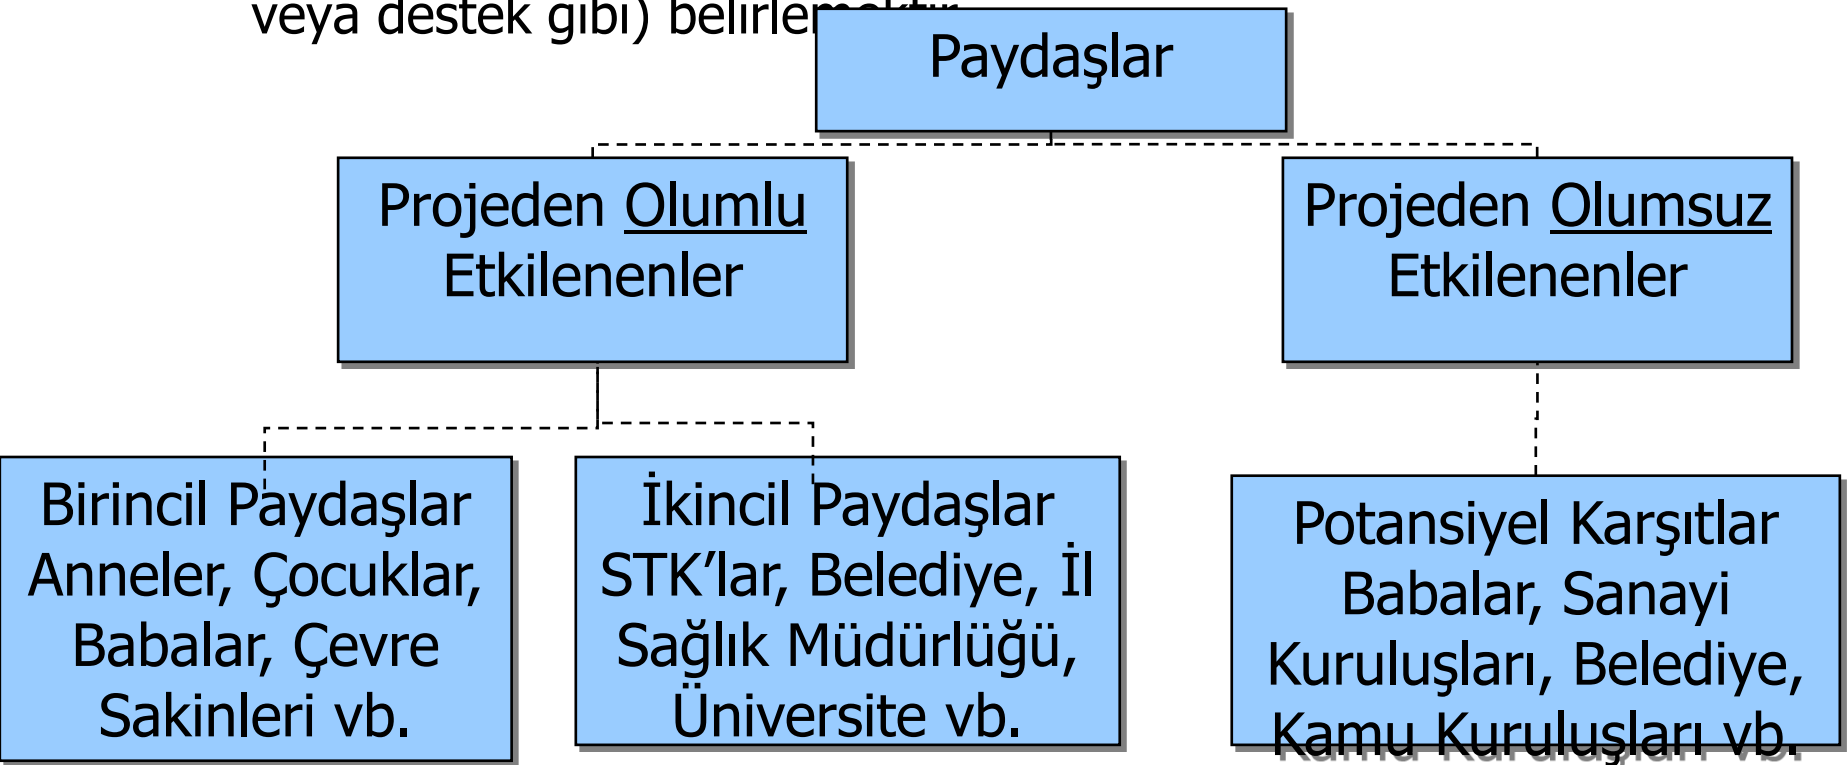 veya destek gibi) belirlemektir
Paydaşlar
Projeden Olumlu
Etkilenenler
Projeden Olumsuz
Etkilenenler
Birincil Paydaşlar
Anneler, Çocuklar,
Babalar, Çevre
Sakinleri vb.
İkincil Paydaşlar
STK’lar, Belediye, İl
Sağlık Müdürlüğü,
Üniversite vb.
Potansiyel Karşıtlar
Babalar, Sanayi
Kuruluşları, Belediye,
Kamu Kuruluşları vb.